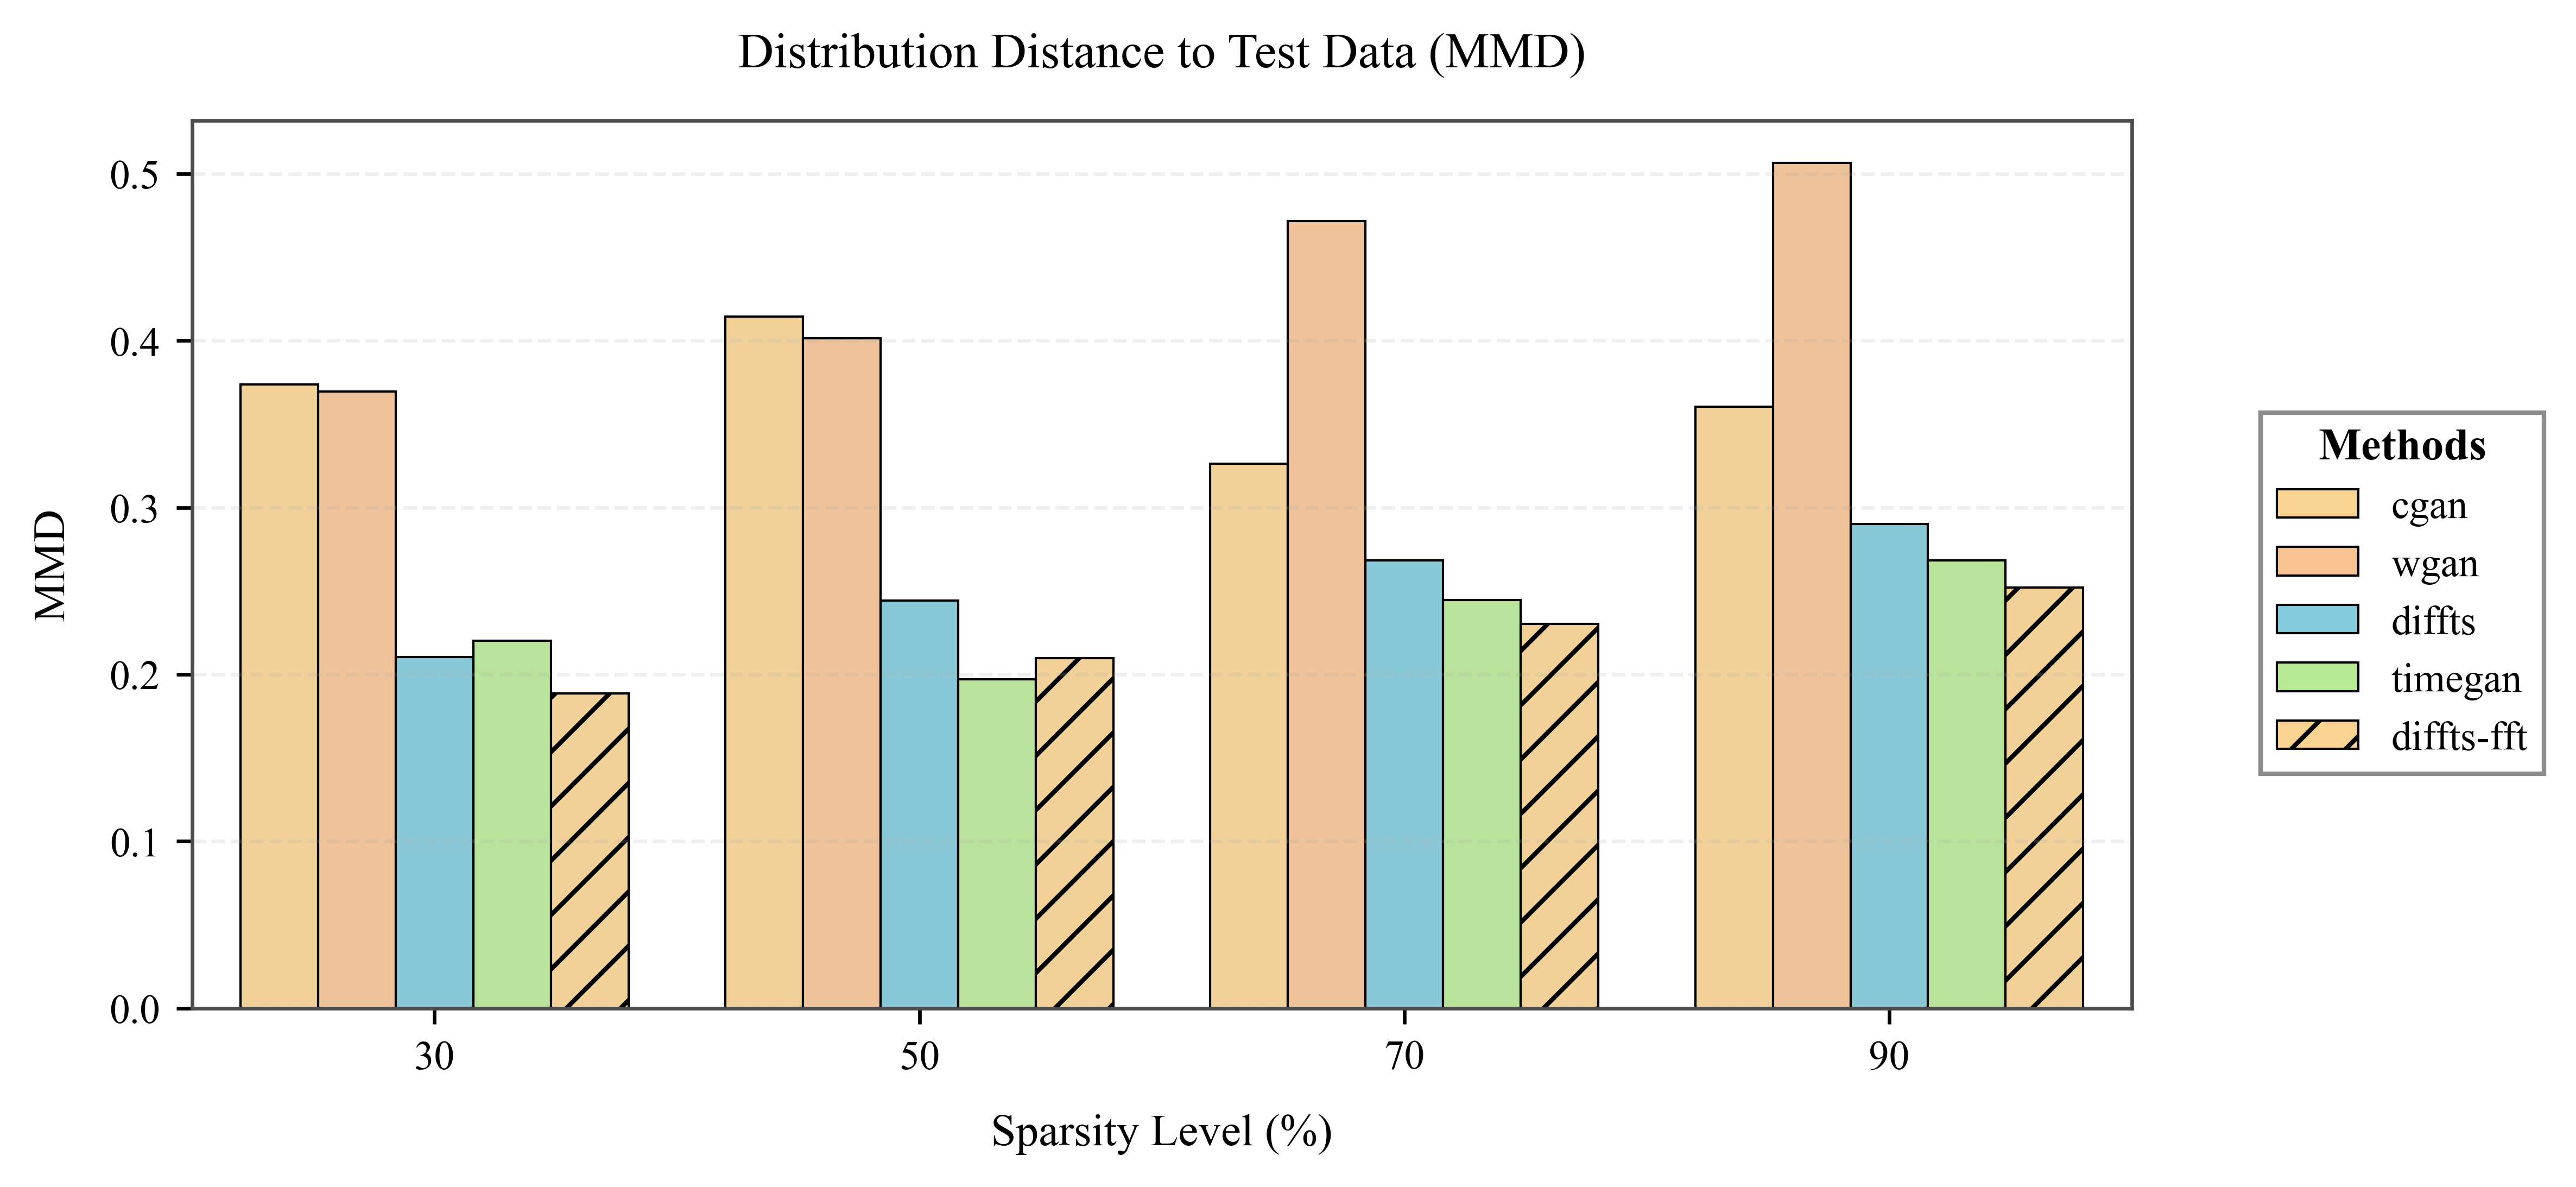 Distribution Distance to Test Data (MMD)
0.5
0.4
0.3
0.2
0.1
0.0
MMD
30 50 70 90
Sparsity Level (%)
Methods
cgan
wgan
diffts
timegan
diffts-fft